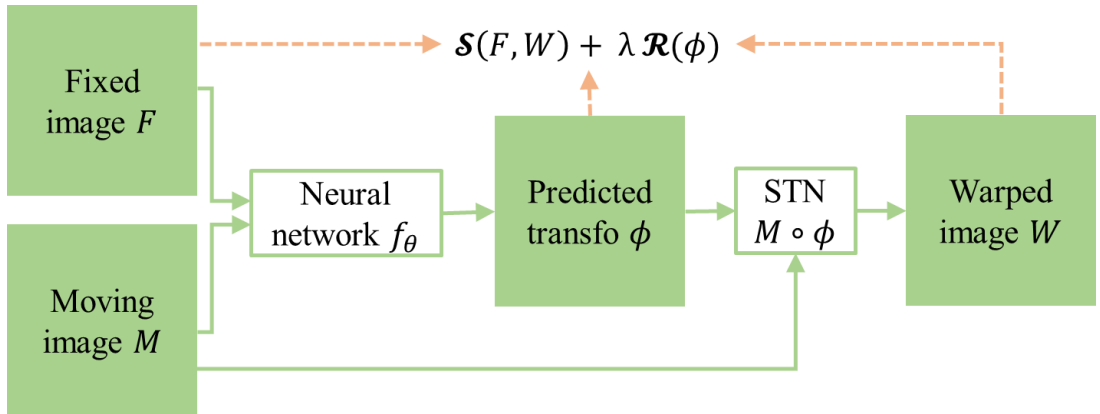 𝓢(F, W) + λ 𝓡(ϕ)
Fixed
image F
Moving
image M
Neural
network f_θ
Predicted
transfo ϕ
STN
M ∘ ϕ
Warped
image W